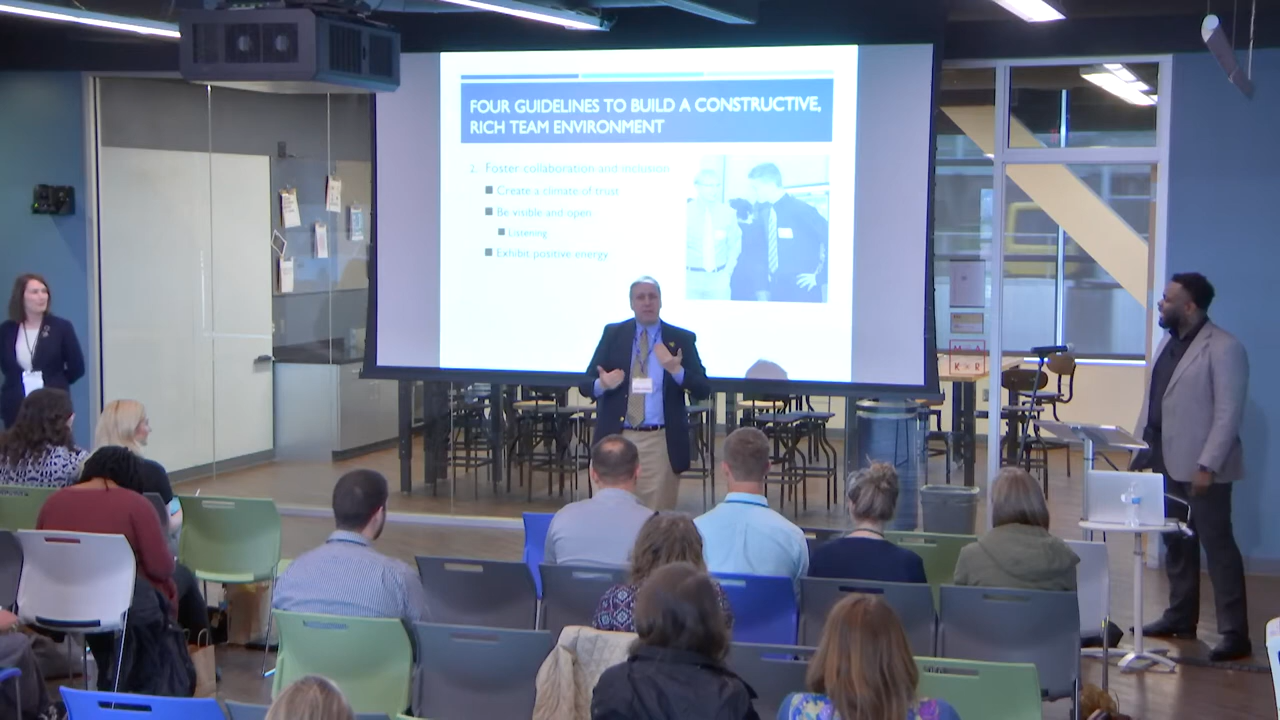 FOUR GUIDELINES TO BUILD A CONSTRUCTIVE,
RICH TEAM ENVIRONMENT
2. Foster collaboration and inclusion
Create a climate of trust
Be visible and open
Listening
Exhibit positive energy